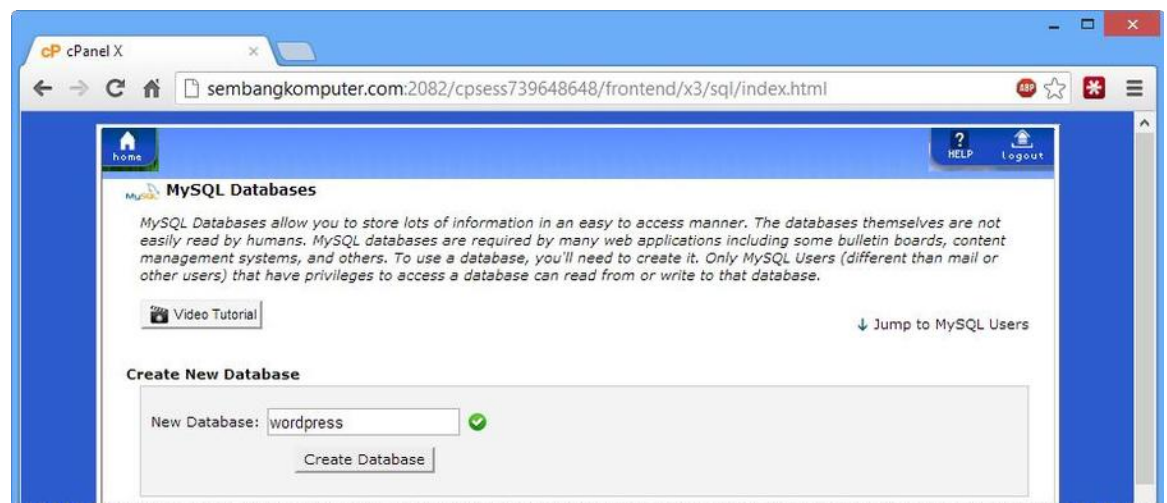 cP cPanel X
sembangkomputer.com:2082/cpsess739648648/frontend/x3/sql/index.html
ABP
home
? HELP logout
MySQL MySQL Databases
MySQL Databases allow you to store lots of information in an easy to access manner. The databases themselves are not
easily read by humans. MySQL databases are required by many web applications including some bulletin boards, content
management systems, and others. To use a database, you'll need to create it. Only MySQL Users (different than mail or
other users) that have privileges to access a database can read from or write to that database.
Video Tutorial
↓ Jump to MySQL Users
Create New Database
New Database: wordpress
Create Database